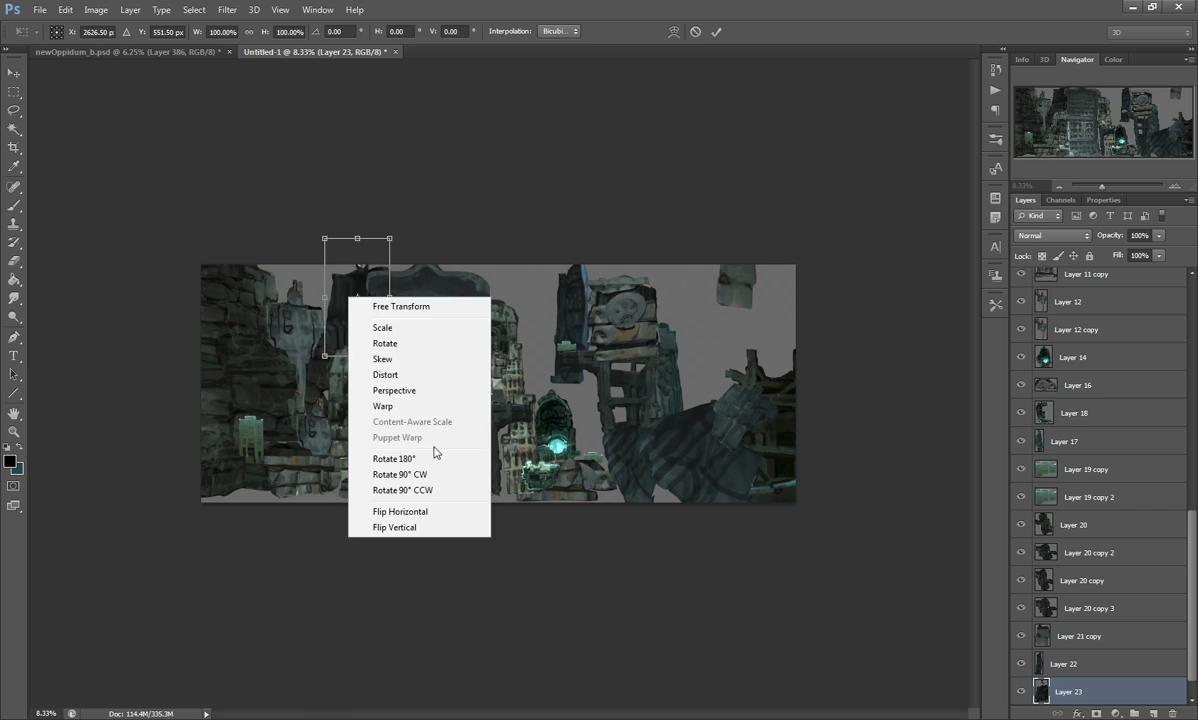 Ps File Edit Image Layer Type Select Filter 3D View Window Help
X: 2626.50 p Y: 551.50 px W: 100.00% H: 100.00% 0.00 ° H: 0.00 ° V: 0.00 ° Interpolation: Bicubi... 3D
newOppidum_b.psd @ 6.25% (Layer 386, RGB/8) * × Untitled-1 @ 8.33% (Layer 23, RGB/8) * ×
Info 3D Navigator Color
8.33%
Layers Channels Properties
Kind
Normal Opacity: 100%
Lock: Fill: 100%
Layer 11 copy
Layer 12
Layer 12 copy
Layer 14
Layer 16
Layer 18
Layer 17
Layer 19 copy
Layer 19 copy 2
Layer 20
Layer 20 copy 2
Layer 20 copy
Layer 20 copy 3
Layer 21 copy
Layer 22
Layer 23
Free Transform
Scale
Rotate
Skew
Distort
Perspective
Warp
Content-Aware Scale
Puppet Warp
Rotate 180°
Rotate 90° CW
Rotate 90° CCW
Flip Horizontal
Flip Vertical
8.33% Doc: 114.4M/335.3M